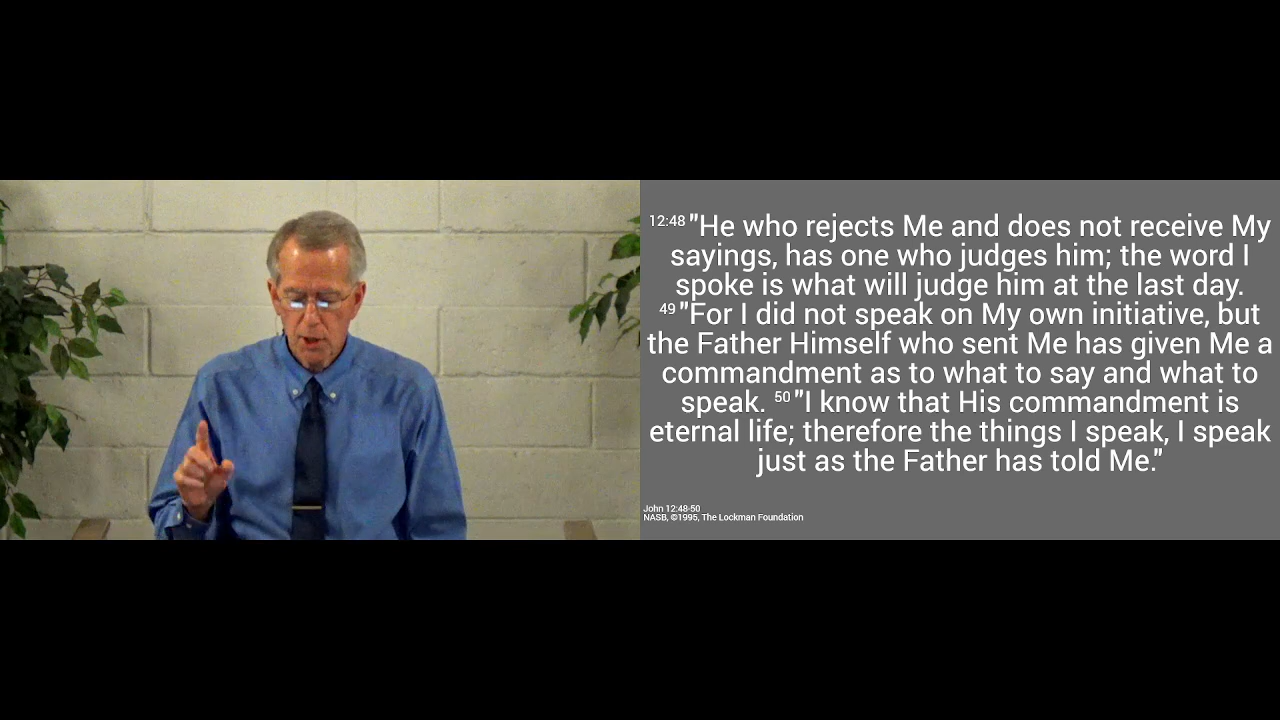 12:48 "He who rejects Me and does not receive My
sayings, has one who judges him; the word I
spoke is what will judge him at the last day.
49 "For I did not speak on My own initiative, but
the Father Himself who sent Me has given Me a
commandment as to what to say and what to
speak. 50 "I know that His commandment is
eternal life; therefore the things I speak, I speak
just as the Father has told Me."
John 12:48-50
NASB, ©1995, The Lockman Foundation